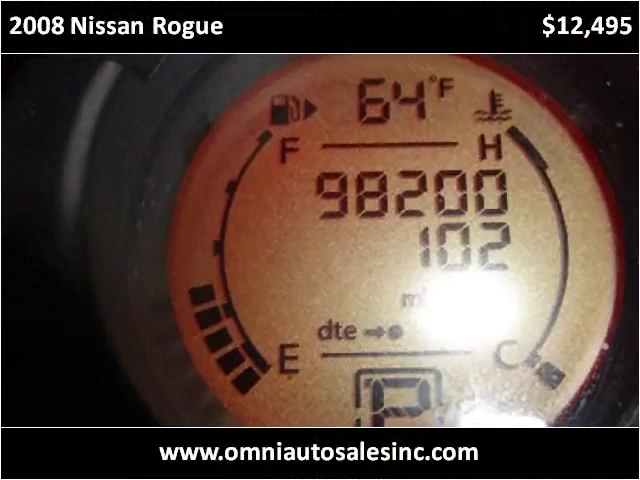 2008 Nissan Rogue $12,495
64°F
F H
98200
102
dte
E C
P
www.omniautosalesinc.com